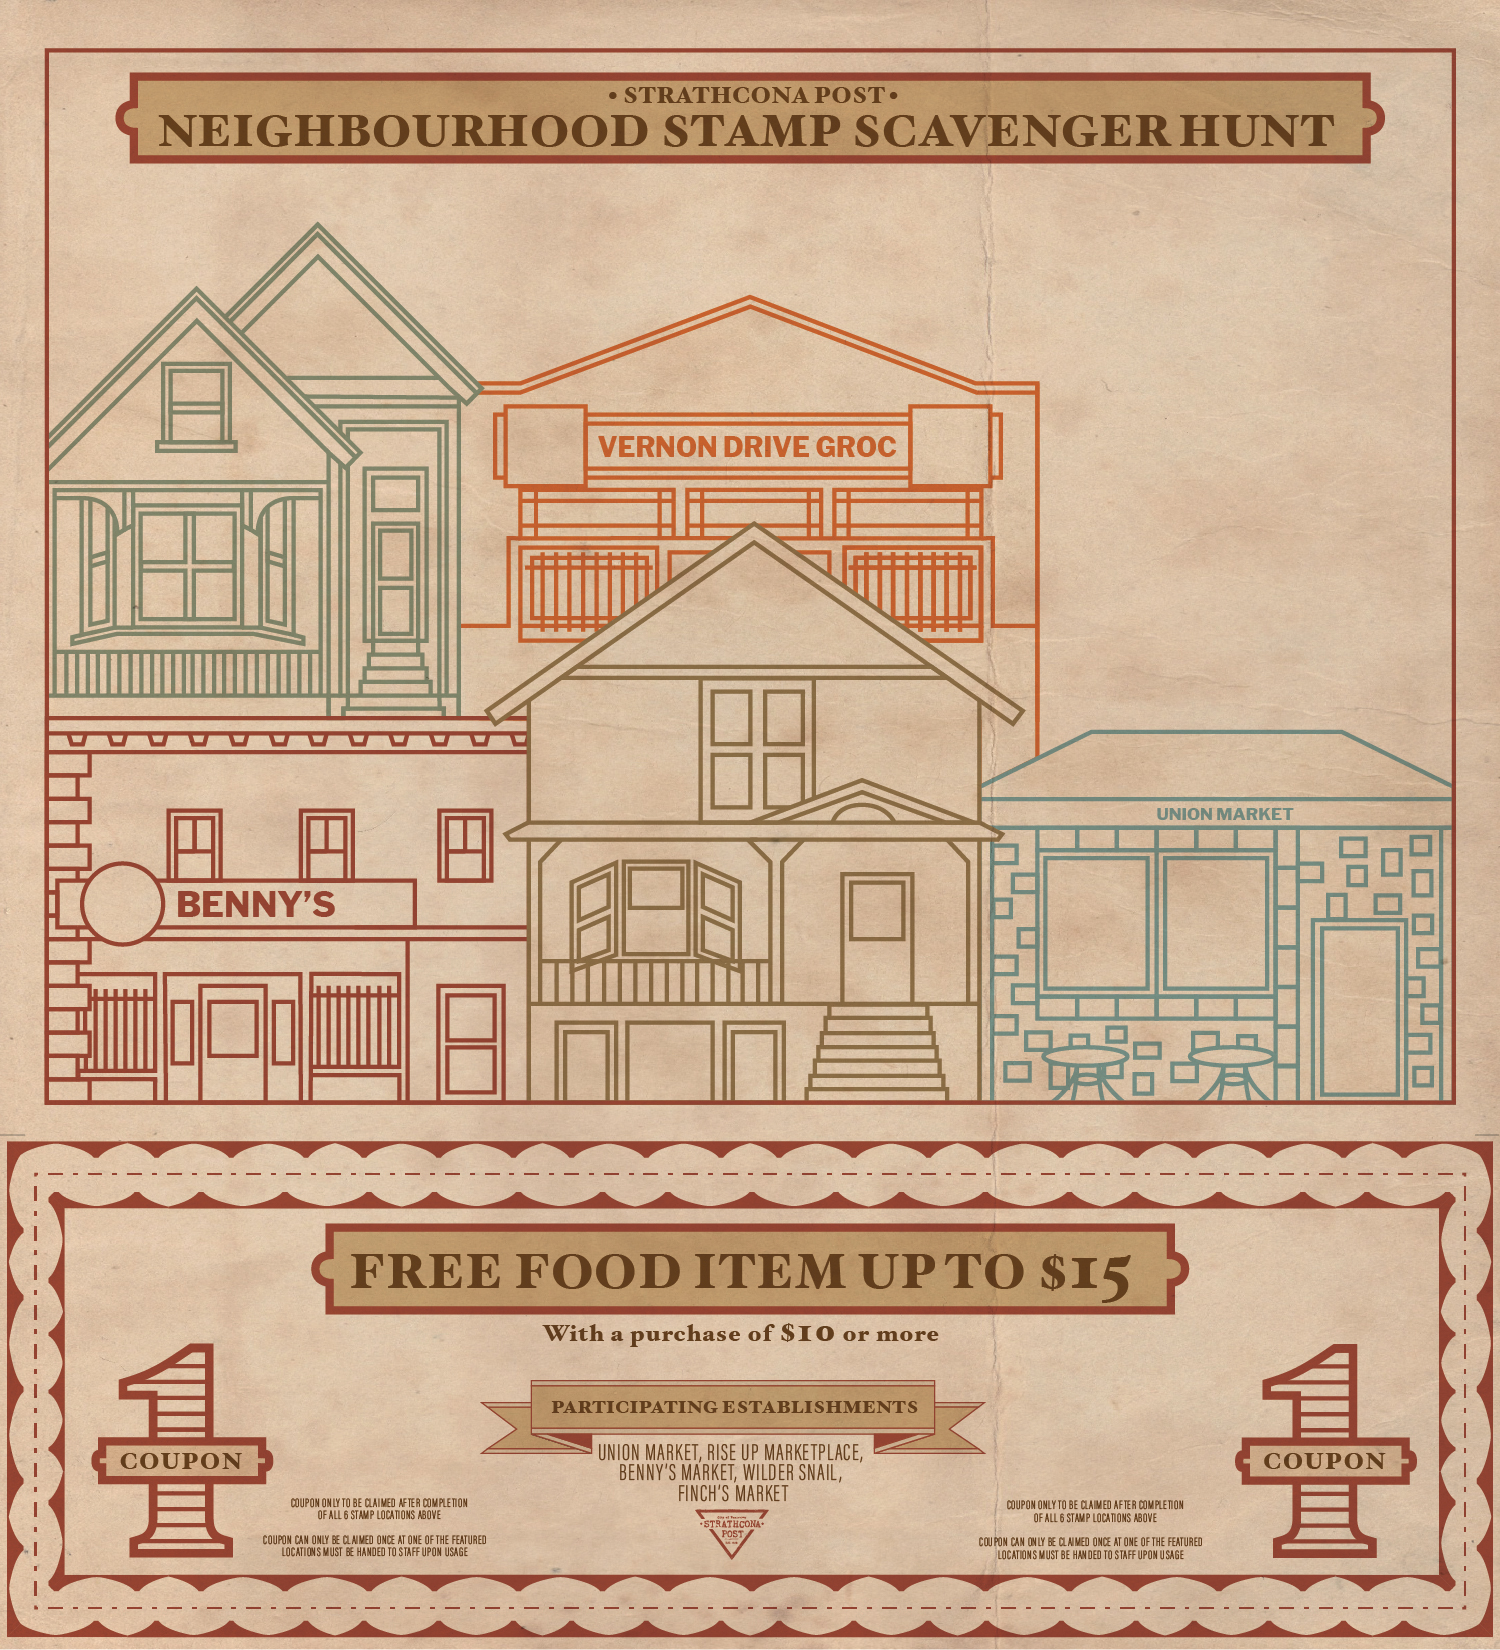 • STRATHCONA POST •
NEIGHBOURHOOD STAMP SCAVENGER HUNT
VERNON DRIVE GROC
UNION MARKET
BENNY’S
FREE FOOD ITEM UP TO $15
With a purchase of $10 or more
PARTICIPATING ESTABLISHMENTS
UNION MARKET, RISE UP MARKETPLACE,
BENNY’S MARKET, WILDER SNAIL,
FINCH’S MARKET
1
COUPON
COUPON ONLY TO BE CLAIMED AFTER COMPLETION
OF ALL 6 STAMP LOCATIONS ABOVE
COUPON CAN ONLY BE CLAIMED ONCE AT ONE OF THE FEATURED
LOCATIONS MUST BE HANDED TO STAFF UPON USAGE
STRATHCONA
POST
COUPON ONLY TO BE CLAIMED AFTER COMPLETION
OF ALL 6 STAMP LOCATIONS ABOVE
COUPON CAN ONLY BE CLAIMED ONCE AT ONE OF THE FEATURED
LOCATIONS MUST BE HANDED TO STAFF UPON USAGE
1
COUPON